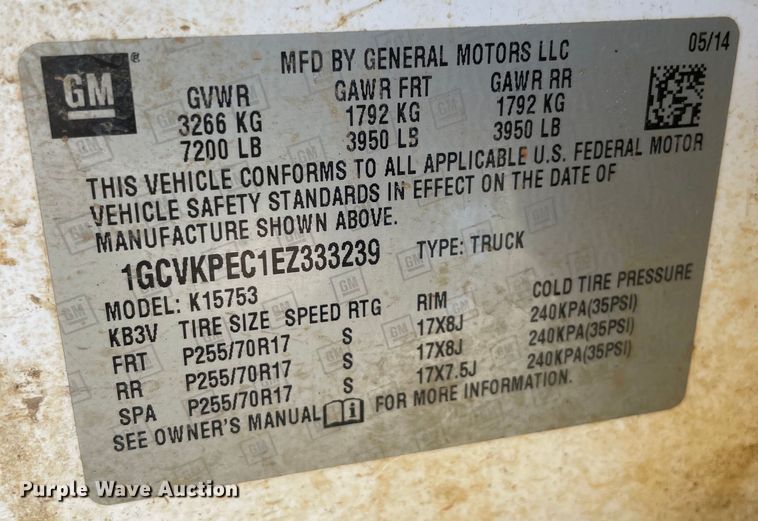 GM
MFD BY GENERAL MOTORS LLC 05/14
GVWR GAWR FRT GAWR RR
3266 KG 1792 KG 1792 KG
7200 LB 3950 LB 3950 LB
THIS VEHICLE CONFORMS TO ALL APPLICABLE U.S. FEDERAL MOTOR
VEHICLE SAFETY STANDARDS IN EFFECT ON THE DATE OF
MANUFACTURE SHOWN ABOVE.
1GCVKPEC1EZ333239 TYPE: TRUCK
MODEL: K15753
KB3V TIRE SIZE SPEED RTG RIM COLD TIRE PRESSURE
FRT P255/70R17 S 17X8J 240KPA(35PSI)
RR P255/70R17 S 17X8J 240KPA(35PSI)
SPA P255/70R17 S 17X7.5J 240KPA(35PSI)
SEE OWNER'S MANUAL FOR MORE INFORMATION.
Purple Wave Auction